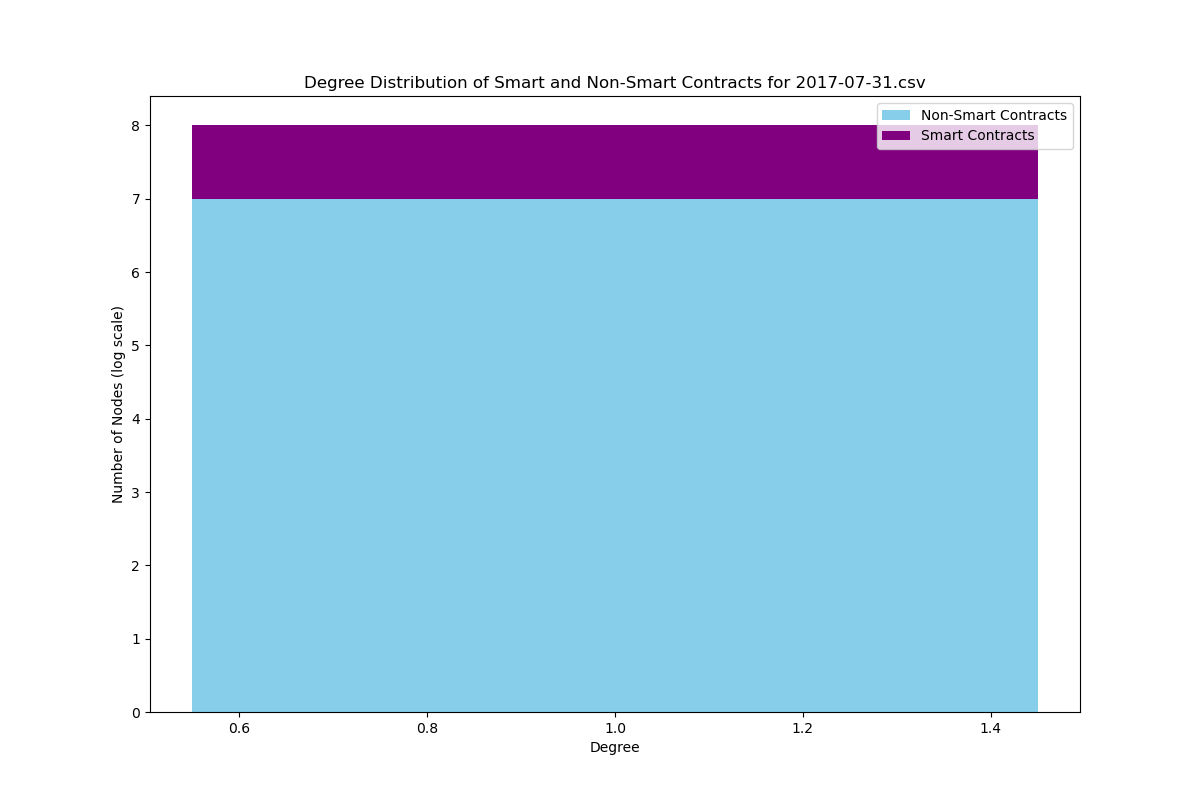 Degree Distribution of Smart and Non-Smart Contracts for 2017-07-31.csv
Non-Smart Contracts
Smart Contracts
Number of Nodes (log scale)
8
7
6
5
4
3
2
1
0
0.6 0.8 1.0 1.2 1.4
Degree